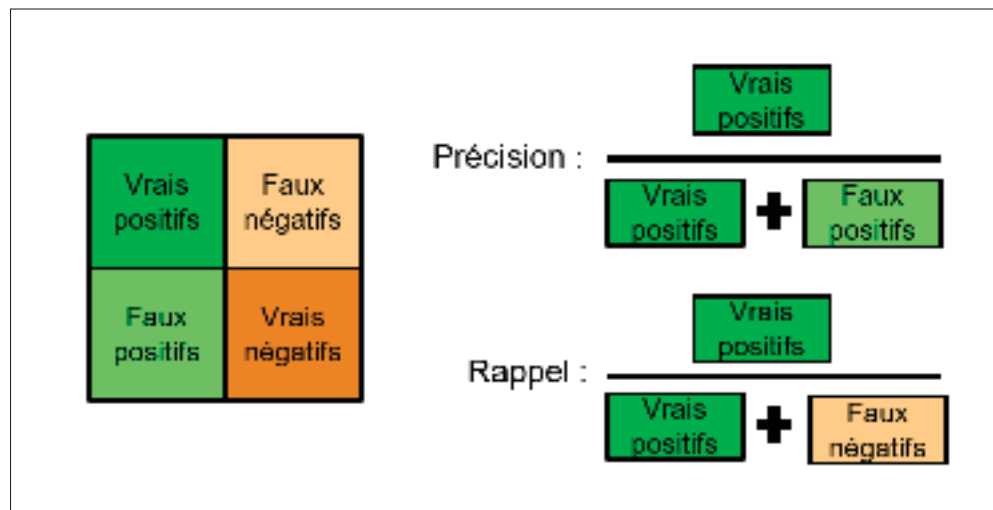 Vrais
positifs
Faux
négatifs
Faux
positifs
Vrais
négatifs
Précision :
Vrais
positifs
Vrais
positifs
+
Faux
positifs
Rappel :
Vrais
positifs
Vrais
positifs
+
Faux
négatifs